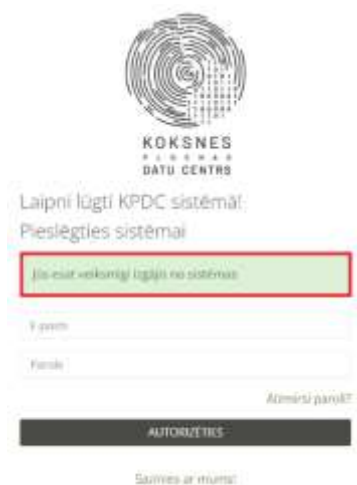 KOKSNES
PLŪSMAS
DATU CENTRS
Laipni lūgti KPDC sistēmā!
Pieslēgties sistēmai
Jūs esat veiksmīgi izgājis no sistēmas
E-pasts
Parole
Aizmirsi paroli?
AUTORIZĒTIES
Sazinies ar mums!